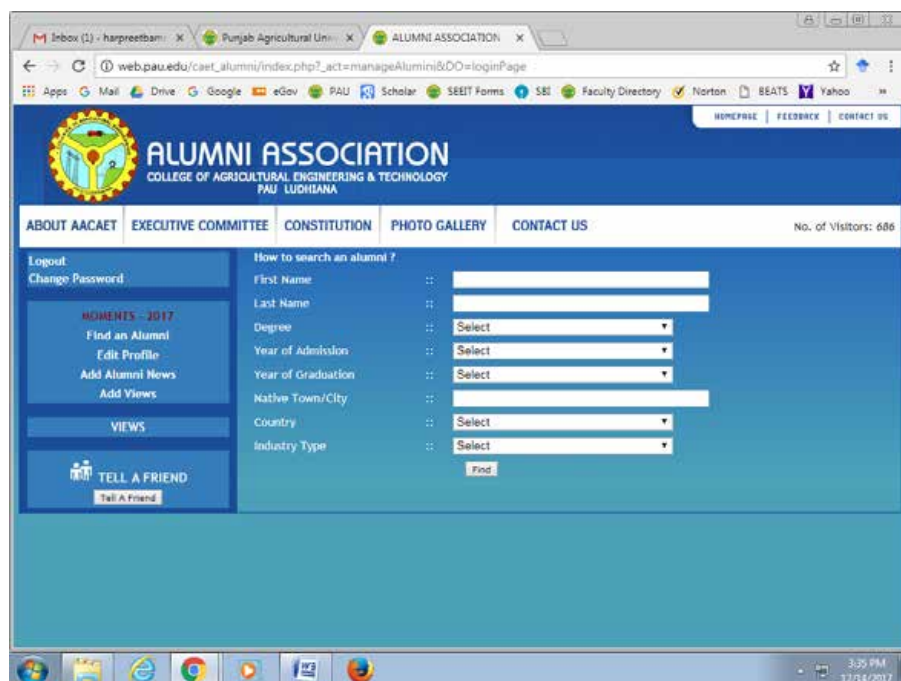 Inbox (1) - harpreetbam
Punjab Agricultural Univ
ALUMNI ASSOCIATION
web.pau.edu/caet_alumni/index.php?_act=manageAlumini&DO=loginPage
Apps Mail Drive Google eGov PAU Scholar SEEIT Forms SBI Faculty Directory Norton BEATS Yahoo
HOMEPAGE | FEEDBACK | CONTACT US
ALUMNI ASSOCIATION
COLLEGE OF AGRICULTURAL ENGINEERING & TECHNOLOGY
PAU LUDHIANA
ABOUT AACAET EXECUTIVE COMMITTEE CONSTITUTION PHOTO GALLERY CONTACT US No. of Visitors: 686
Logout
Change Password
MOMENTS - 2017
Find an Alumni
Edit Profile
Add Alumni News
Add Views
VIEWS
TELL A FRIEND
Tell A Friend
How to search an alumni ?
First Name ::
Last Name ::
Degree :: Select
Year of Admission :: Select
Year of Graduation :: Select
Native Town/City ::
Country :: Select
Industry Type :: Select
Find
3:35 PM
12/14/2017